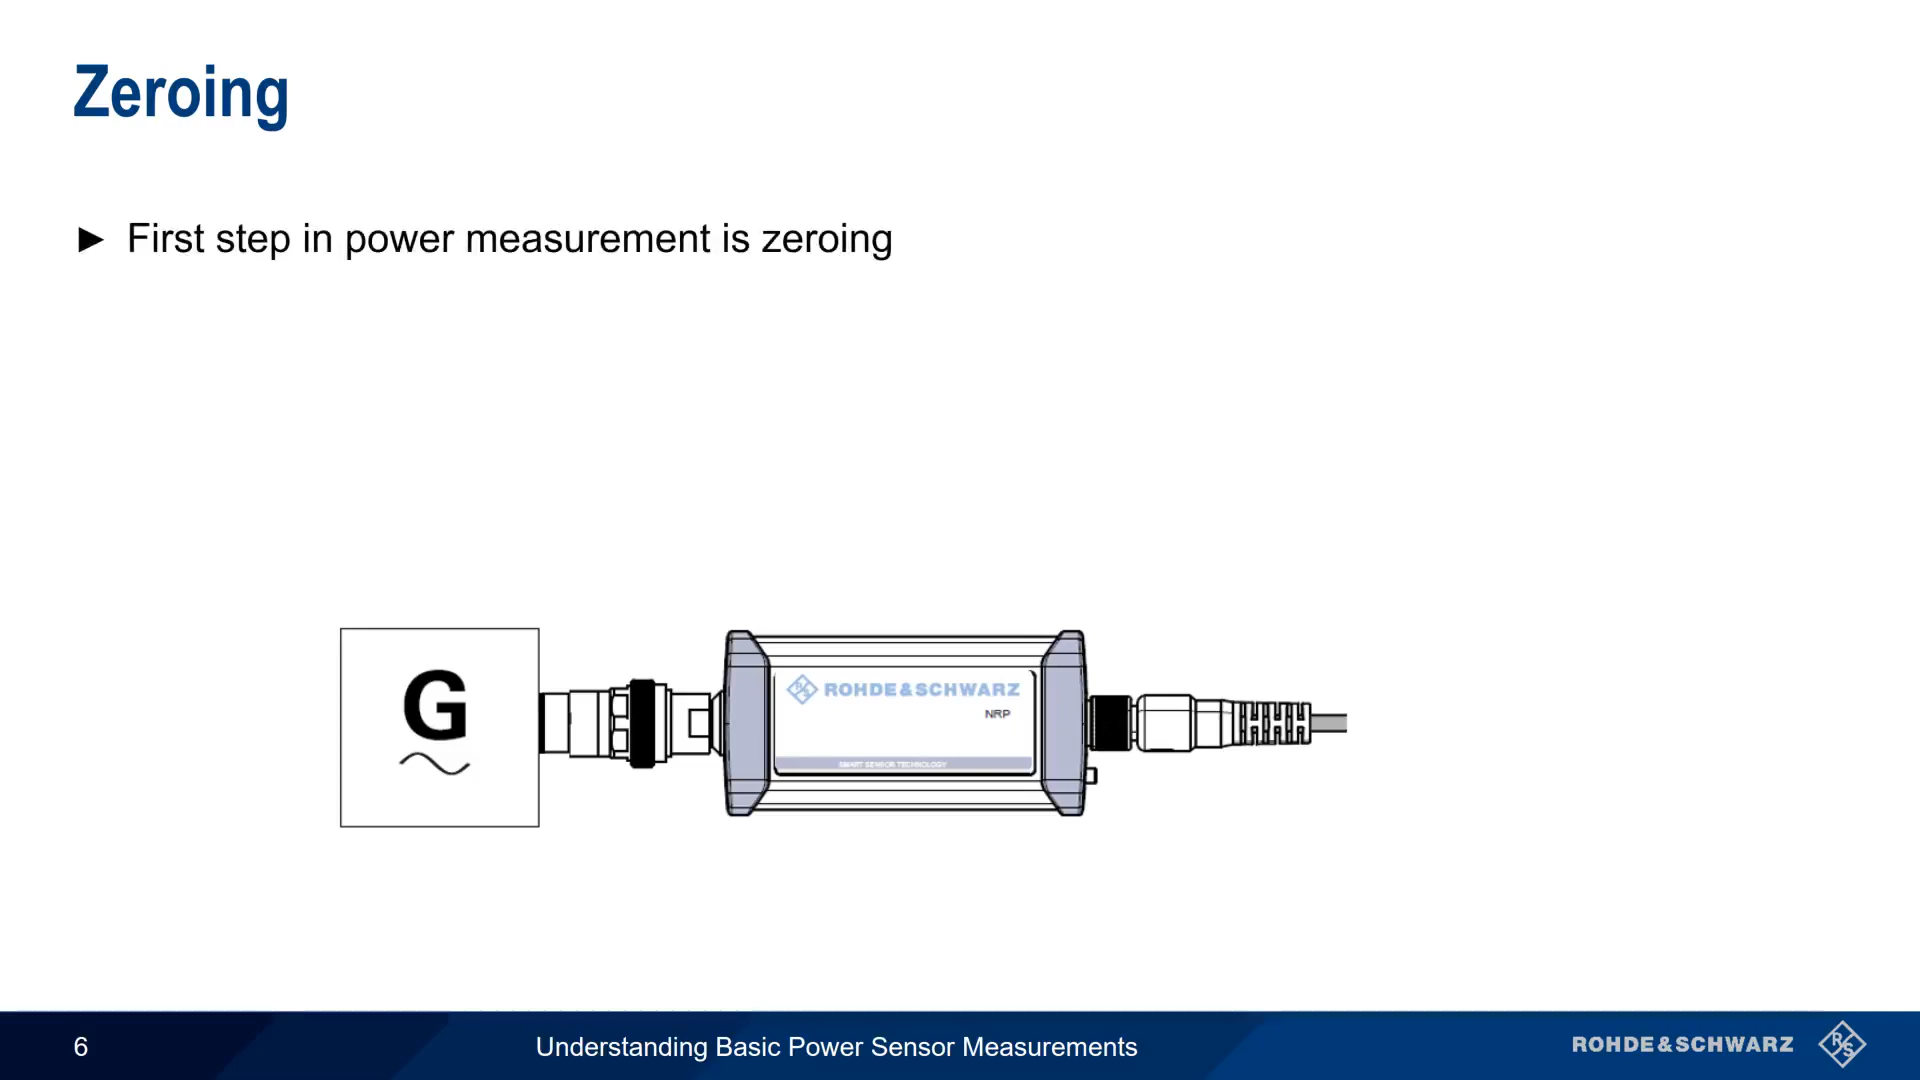 Zeroing
► First step in power measurement is zeroing
G
ROHDE&SCHWARZ
NRP
SMART SENSOR TECHNOLOGY
6
Understanding Basic Power Sensor Measurements
ROHDE&SCHWARZ